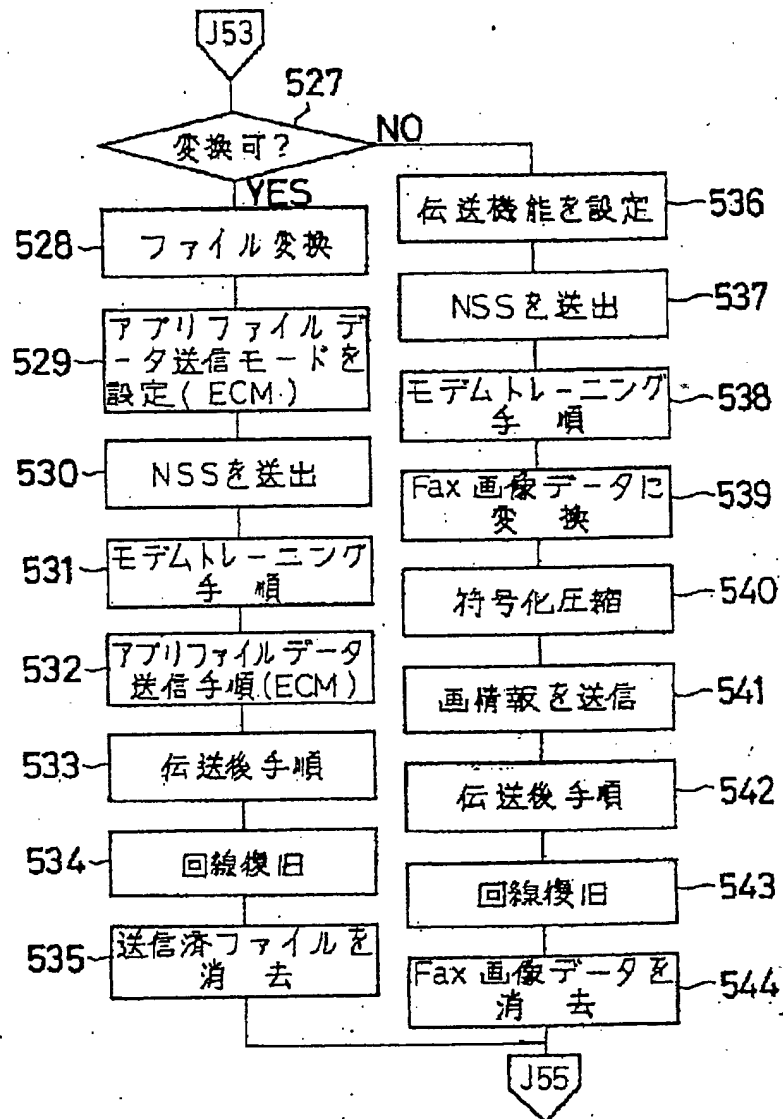 J53
527
変換可?
NO
YES
528
ファイル変換
529
アプリファイルデ
ータ送信モードを
設定(ECM)
530
NSSを送出
531
モデムトレーニング
手順
532
アプリファイルデータ
送信手順(ECM)
533
伝送後手順
534
回線復旧
535
送信済ファイルを
消去
伝送機能を設定
536
NSSを送出
537
モデムトレーニング
手順
538
Fax画像データに
変換
539
符号化圧縮
540
画情報を送信
541
伝送後手順
542
回線復旧
543
Fax画像データを
消去
544
J55